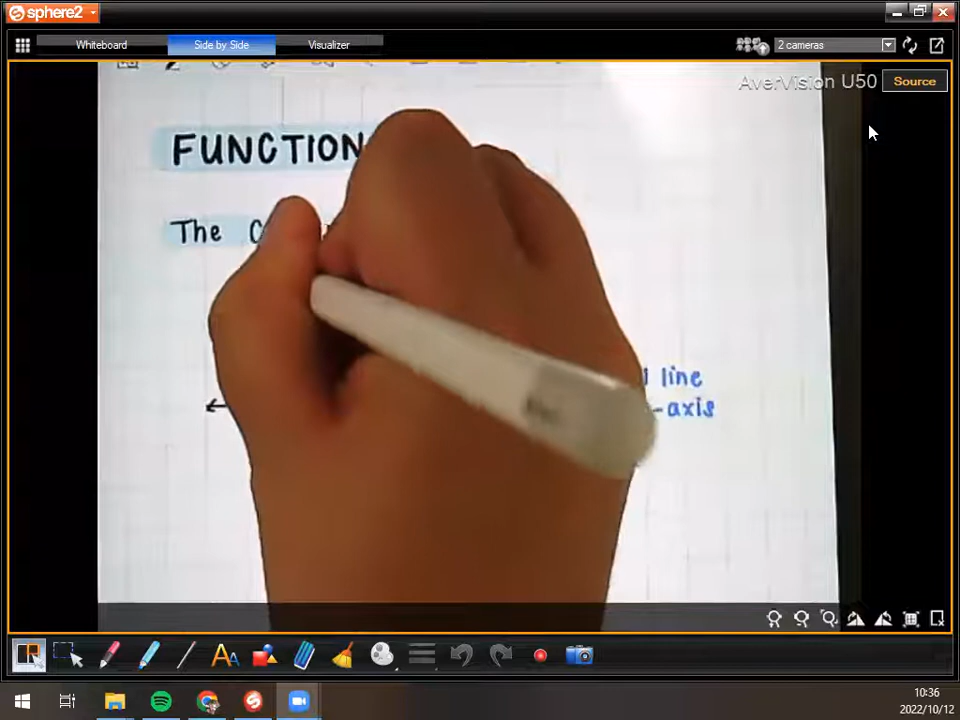 sphere2
Whiteboard Side by Side Visualizer 2 cameras
AverVision U50 Source
FUNCTION
The
line
-axis
10:36
2022/10/12